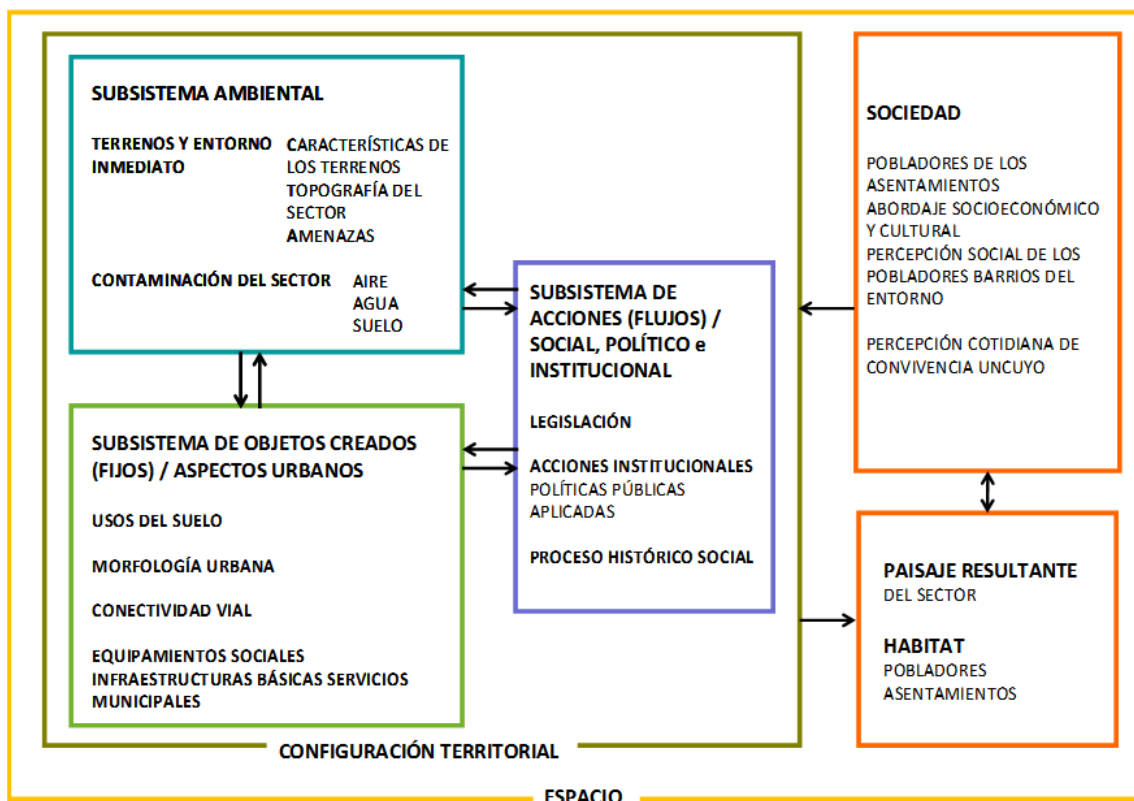 SUBSISTEMA AMBIENTAL
TERRENOS Y ENTORNO
INMEDIATO
CARACTERÍSTICAS DE
LOS TERRENOS
TOPOGRAFÍA DEL
SECTOR
AMENAZAS
CONTAMINACIÓN DEL SECTOR
AIRE
AGUA
SUELO
SUBSISTEMA DE OBJETOS CREADOS
(FIJOS) / ASPECTOS URBANOS
USOS DEL SUELO
MORFOLOGÍA URBANA
CONECTIVIDAD VIAL
EQUIPAMIENTOS SOCIALES
INFRAESTRUCTURAS BÁSICAS SERVICIOS
MUNICIPALES
SUBSISTEMA DE
ACCIONES (FLUJOS) /
SOCIAL, POLÍTICO e
INSTITUCIONAL
LEGISLACIÓN
ACCIONES INSTITUCIONALES
POLÍTICAS PÚBLICAS
APLICADAS
PROCESO HISTÓRICO SOCIAL
SOCIEDAD
POBLADORES DE LOS
ASENTAMIENTOS
ABORDAJE SOCIOECONÓMICO
Y CULTURAL
PERCEPCIÓN SOCIAL DE LOS
POBLADORES BARRIOS DEL
ENTORNO
PERCEPCIÓN COTIDIANA DE
CONVIVENCIA UNCUYO
PAISAJE RESULTANTE
DEL SECTOR
HABITAT
POBLADORES
ASENTAMIENTOS
CONFIGURACIÓN TERRITORIAL
ESPACIO